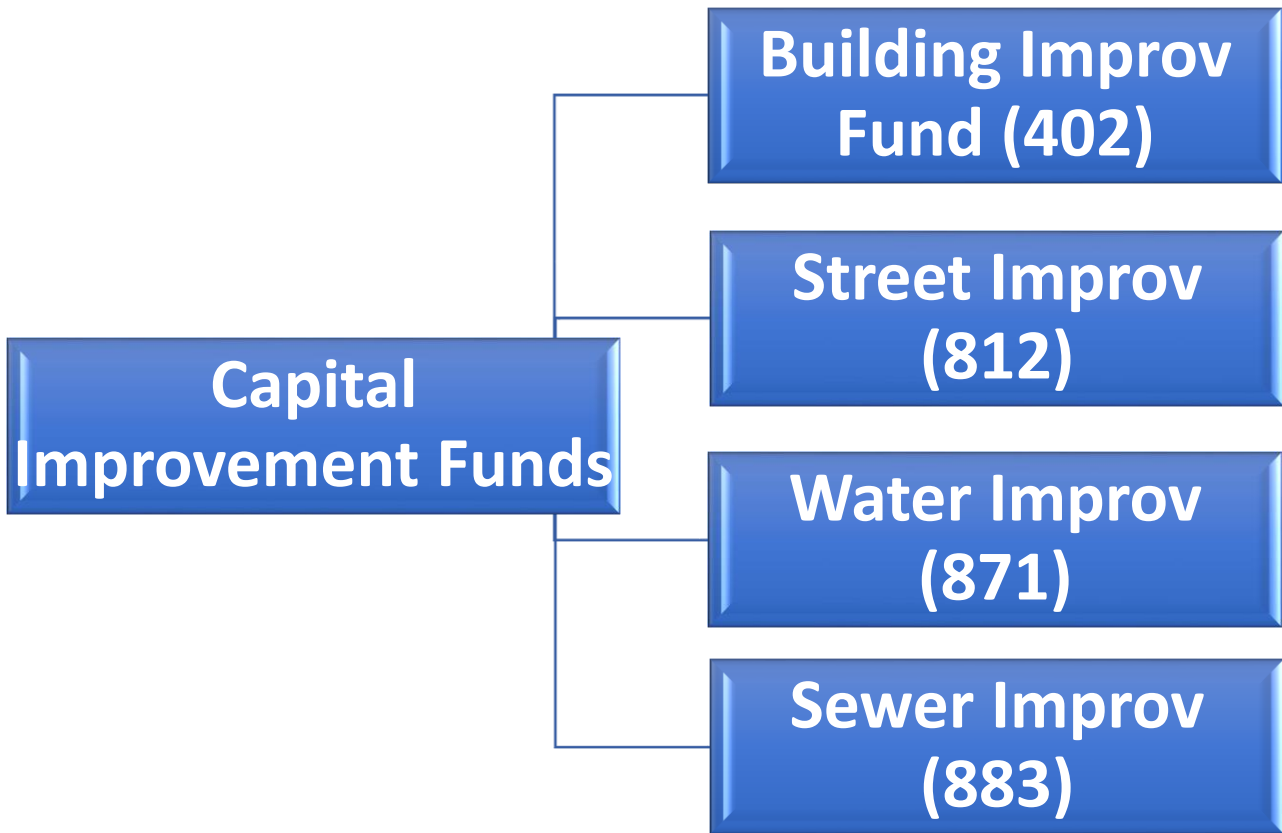 Building Improv
Fund (402)
Street Improv
(812)
Capital
Improvement Funds
Water Improv
(871)
Sewer Improv
(883)